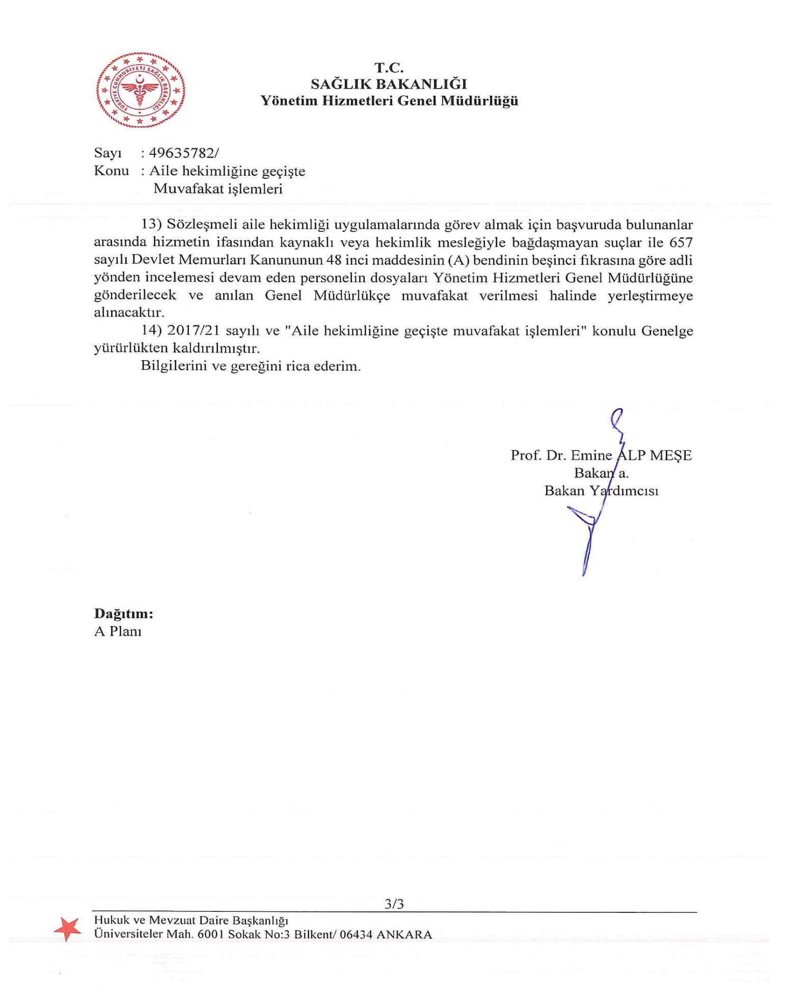 T.C.
SAĞLIK BAKANLIĞI
Yönetim Hizmetleri Genel Müdürlüğü
TÜRKİYE CUMHURİYETİ SAĞLIK BAKANLIĞI
Sayı : 49635782/
Konu : Aile hekimliğine geçişte
Muvafakat işlemleri
13) Sözleşmeli aile hekimliği uygulamalarında görev almak için başvuruda bulunanlar
arasında hizmetin ifasından kaynaklı veya hekimlik mesleğiyle bağdaşmayan suçlar ile 657
sayılı Devlet Memurları Kanununun 48 inci maddesinin (A) bendinin beşinci fıkrasına göre adli
yönden incelemesi devam eden personelin dosyaları Yönetim Hizmetleri Genel Müdürlüğüne
gönderilecek ve anılan Genel Müdürlükçe muvafakat verilmesi halinde yerleştirmeye
alınacaktır.
14) 2017/21 sayılı ve "Aile hekimliğine geçişte muvafakat işlemleri" konulu Genelge
yürürlükten kaldırılmıştır.
Bilgilerini ve gereğini rica ederim.
Prof. Dr. Emine ALP MEŞE
Bakan a.
Bakan Yardımcısı
Dağıtım:
A Planı
3/3
Hukuk ve Mevzuat Daire Başkanlığı
Üniversiteler Mah. 6001 Sokak No:3 Bilkent/ 06434 ANKARA